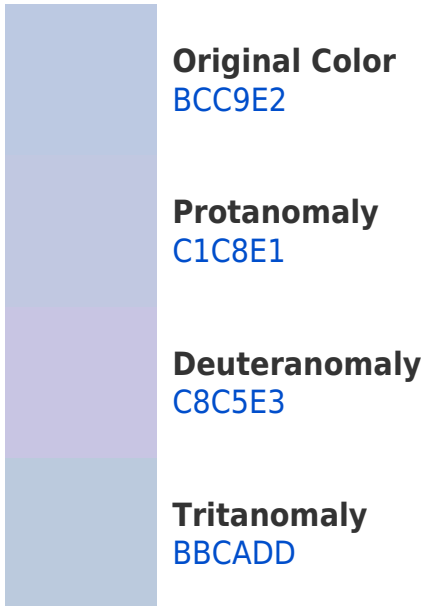 Original Color
BCC9E2
Protanomaly
C1C8E1
Deuteranomaly
C8C5E3
Tritanomaly
BBCADD